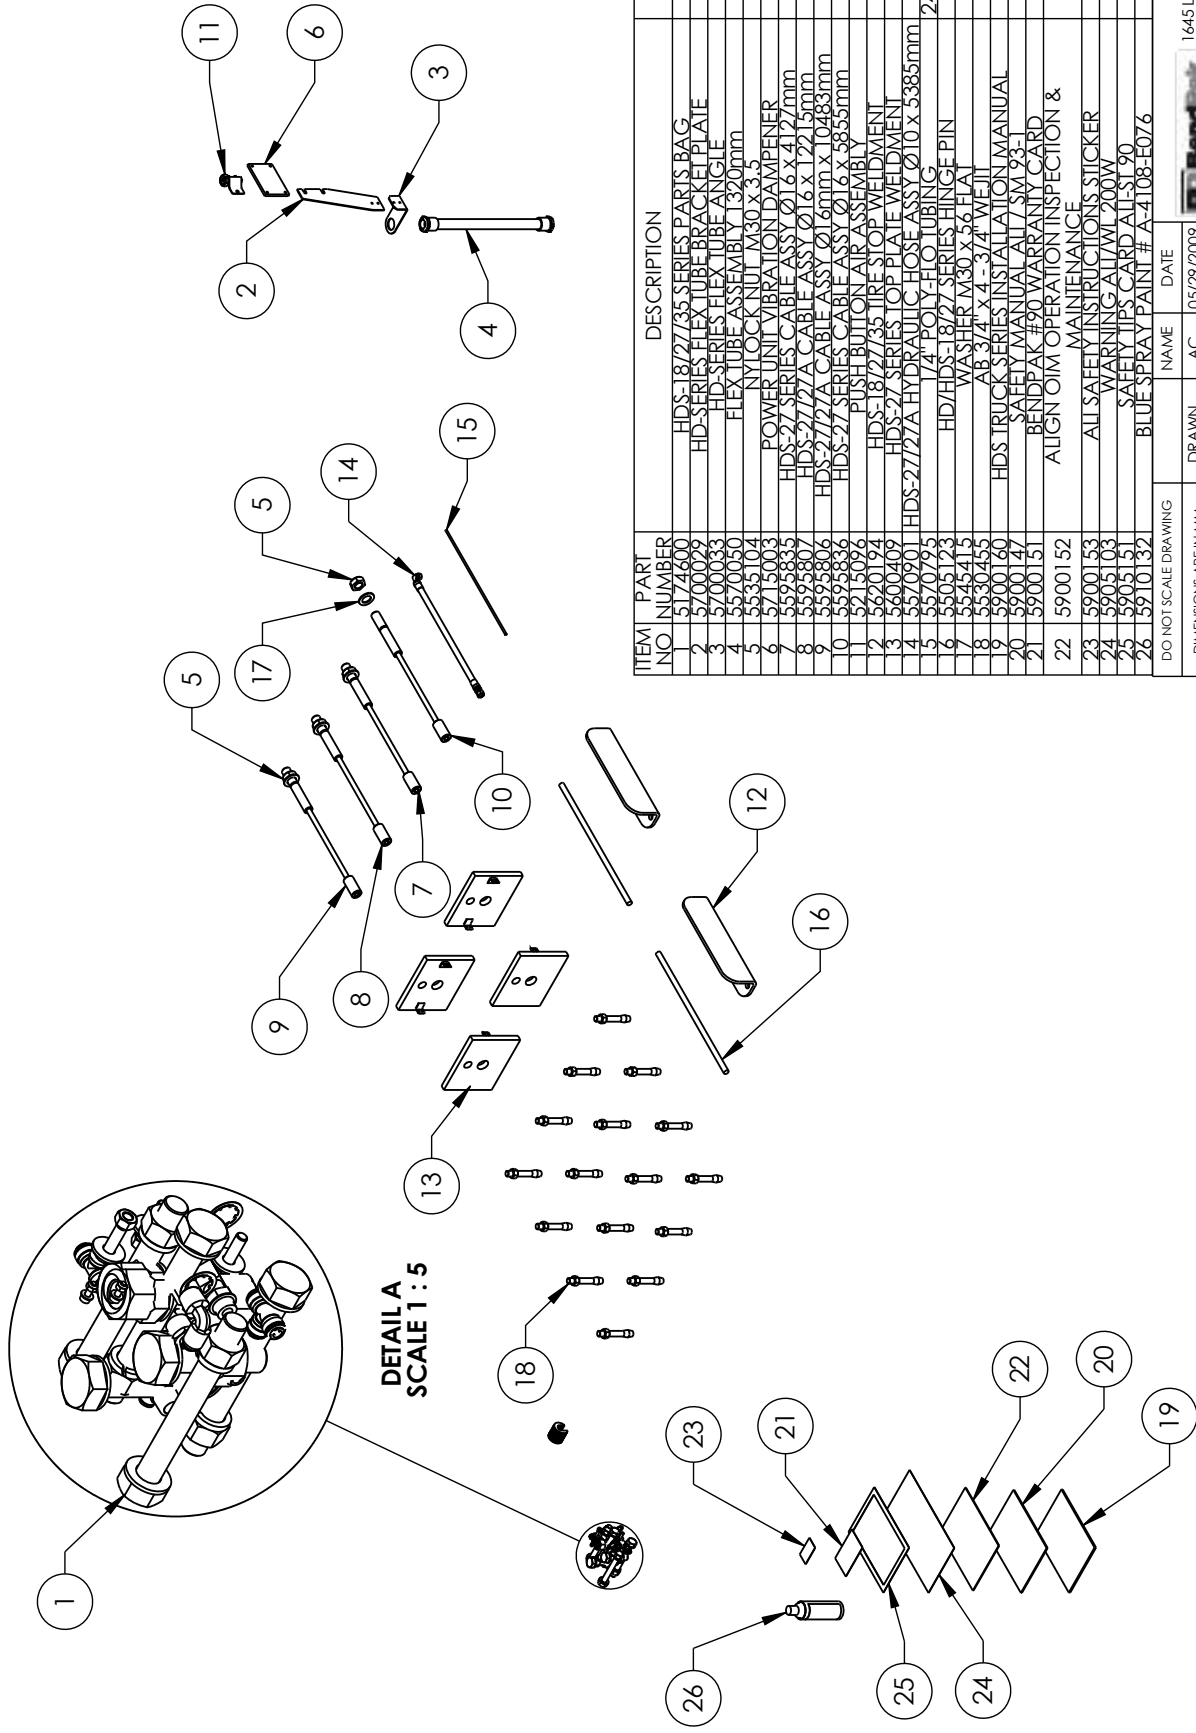 1
5
11
2
17
5
9
6
14
8
DETAIL A
SCALE 1 : 5
7
13
3
15
4
10
18
26
23
12
21
16
25
24
22
20
19
ITEM NO PART NUMBER DESCRIPTION
1 5174600 HDS-18/27/35 SERIES PARTS BAG
2 5700029 HD-SERIES FLEX TUBE BRACKET PLATE
3 5700033 HD-SERIES FLEX TUBE ANGLE
4 5570050 FLEX TUBE ASSEMBLY 1320mm
5 5535104 NYLOCK NUT M30 x 3.5
6 5715003 POWER UNIT VIBRATION DAMPENER
7 5595835 HDS-27 SERIES CABLE ASSY Ø16 x 4127mm
8 5595807 HDS-27/27A CABLE ASSY Ø16 x 12215mm
9 5595806 HDS-27/27A CABLE ASSY Ø16mm x 10483mm
10 5595836 HDS-27 SERIES CABLE ASSY Ø16 x 5855mm
11 5215096 PUSH BUTTON AIR ASSEMBLY
12 5620194 HDS-18/27/35 TIRE STOP WELDMENT
13 5600409 HDS-27 SERIES TOP PLATE WELDMENT
14 5570901 HDS-27/27A HYDRAULIC HOSE ASSY Ø10 x 5385mm
15 5570795 1/4" POLY-FLO TUBING
16 5505123 HD/HDS-18/27 SERIES HINGE PIN
17 5545415 WASHER M30 x 56 FLAT
18 5530455 AB 3/4" x 4 - 3/4" WEJIT
19 5900160 HDS TRUCK SERIES INSTALLATION MANUAL
20 5900147 SAFETY MANUAL ALI / SM 93-1
21 5900151 BENDPAK #90 WARRANTY CARD
22 5900152 ALIGN OIM OPERATION INSPECTION & MAINTENANCE
23 5900153 ALI SAFETY INSTRUCTIONS STICKER
24 5905103 WARNING ALI/WL 200W
25 5905151 SAFETY TIPS CARD ALI-ST 90
26 5910132 BLUE SPRAY PAINT # A-4108-E076
DO NOT SCALE DRAWING NAME DATE
DIMENSIONS ARE IN MM DRAWN AC 05/29/2009
BendPak
1645